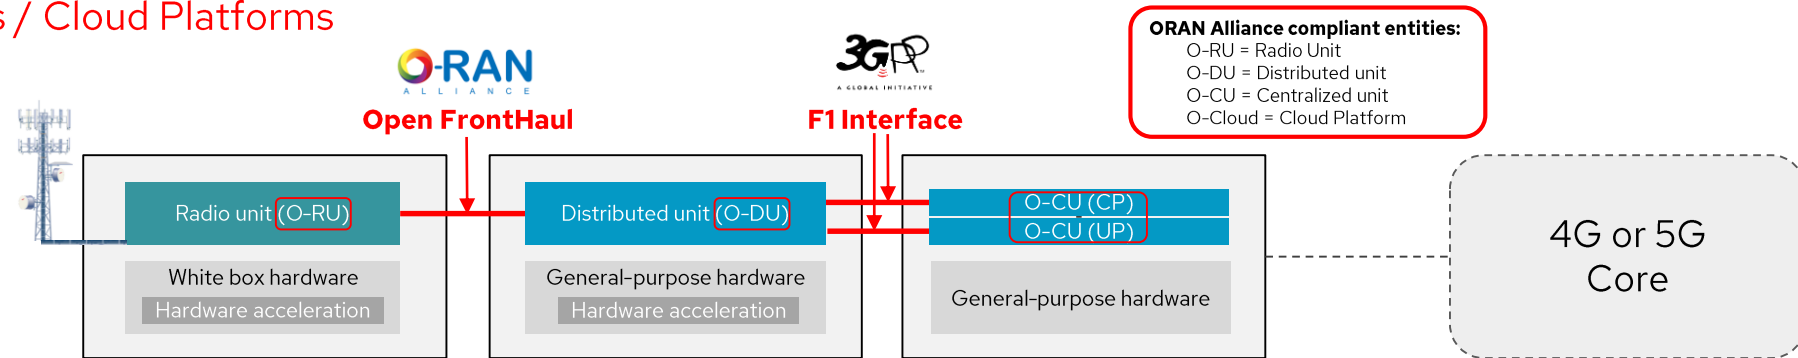 s / Cloud Platforms
O-RAN
ALLIANCE
3GPP
A GLOBAL INITIATIVE
ORAN Alliance compliant entities:
O-RU = Radio Unit
O-DU = Distributed unit
O-CU = Centralized unit
O-Cloud = Cloud Platform
Open FrontHaul
F1 Interface
Radio unit (O-RU)
White box hardware
Hardware acceleration
Distributed unit (O-DU)
General-purpose hardware
Hardware acceleration
O-CU (CP)
O-CU (UP)
General-purpose hardware
4G or 5G
Core